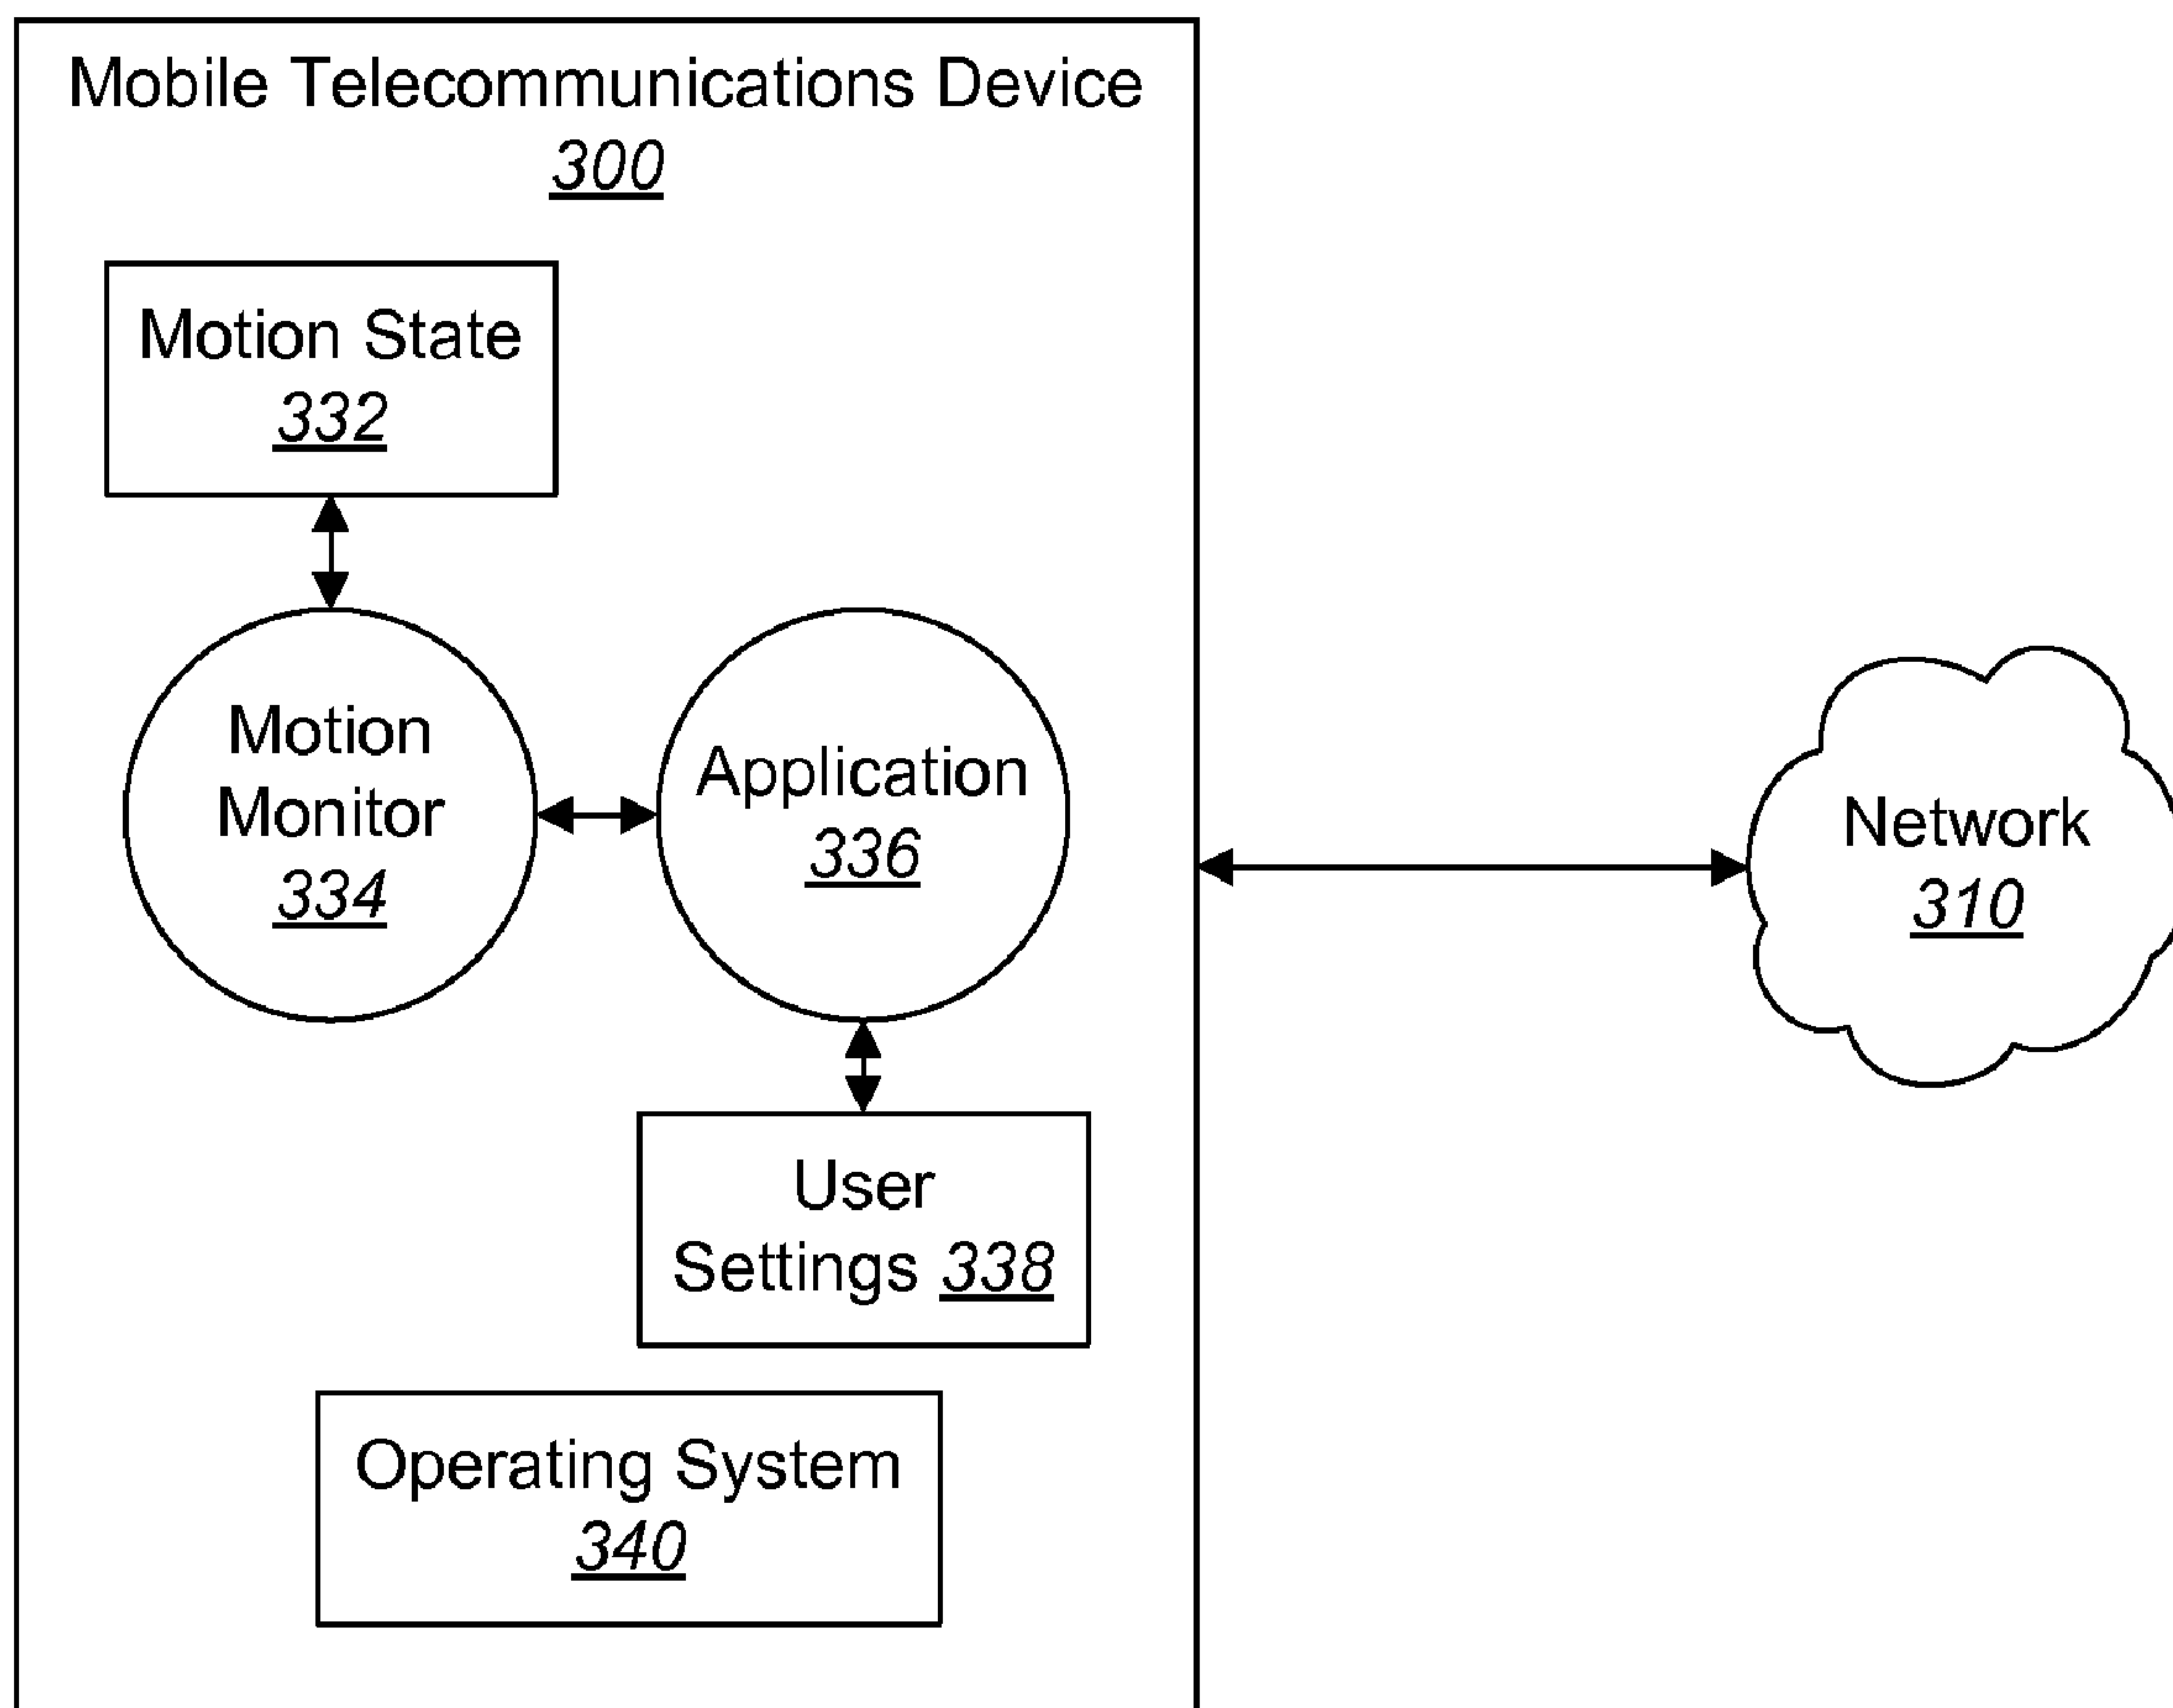 Mobile Telecommunications Device
300
Motion State
332
Motion
Monitor
334
Application
336
Network
310
User
Settings 338
Operating System
340